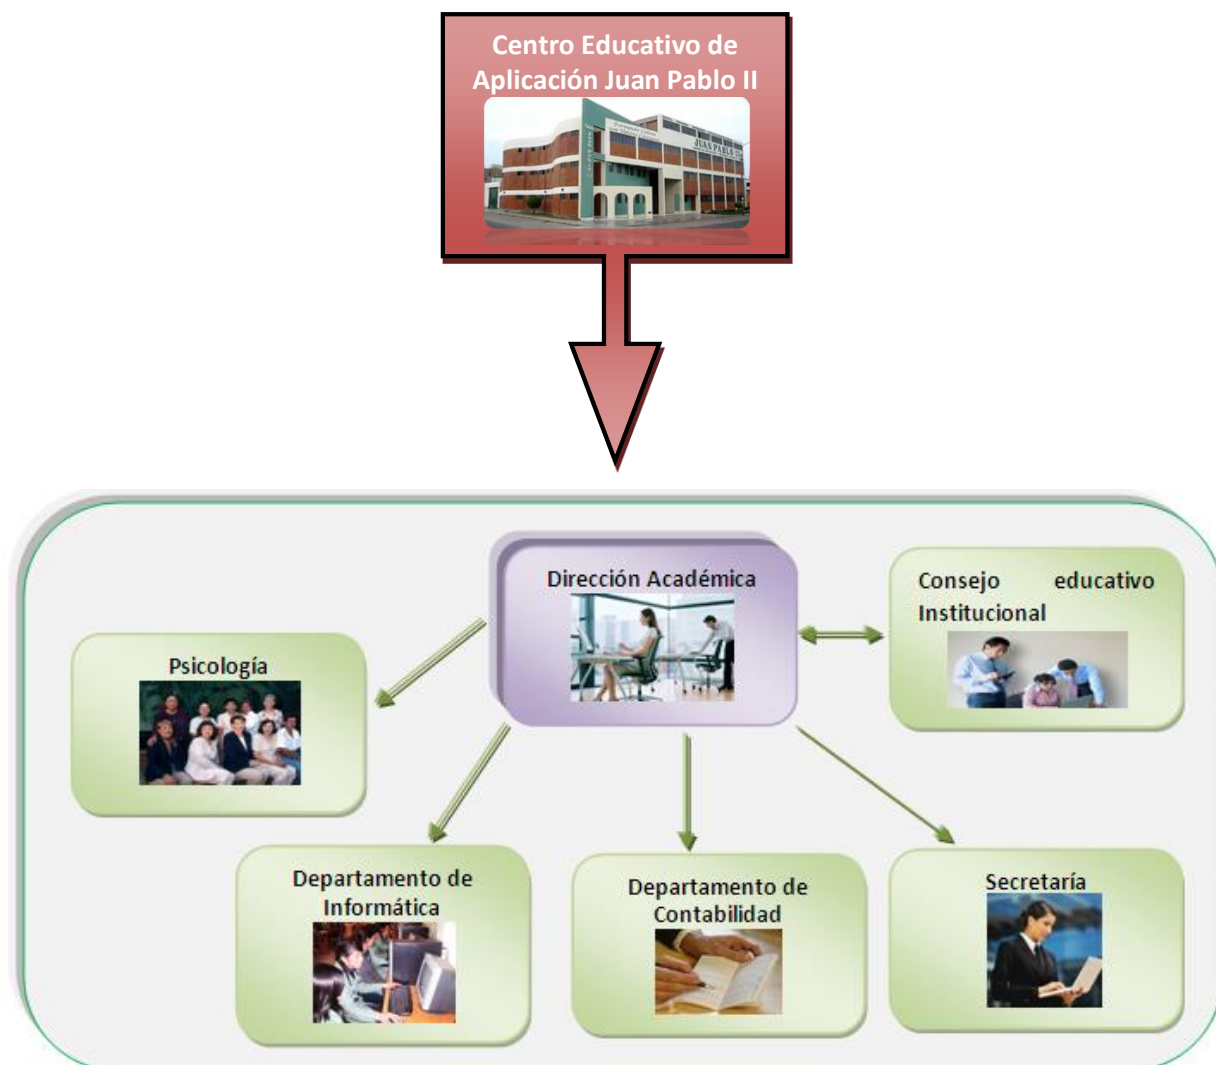 Centro Educativo de
Aplicación Juan Pablo II
JUAN PABLO II
Dirección Académica
Consejo educativo
Institucional
Psicología
Departamento de
Informática
Departamento de
Contabilidad
Secretaría